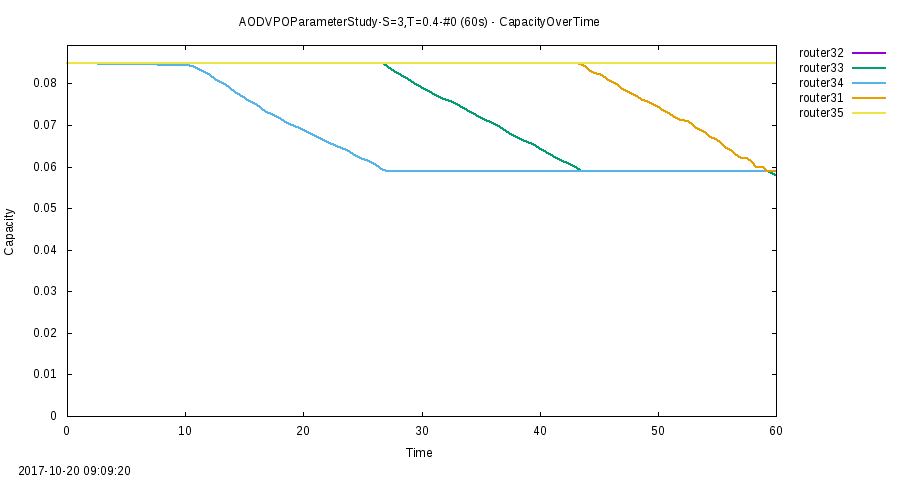 AODVPOParameterStudy-S=3,T=0.4-#0 (60s) - CapacityOverTime
router32
router33
router34
router31
router35
0.08
0.07
0.06
0.05
0.04
0.03
0.02
0.01
0
Capacity
0 10 20 30 40 50 60
Time
2017-10-20 09:09:20